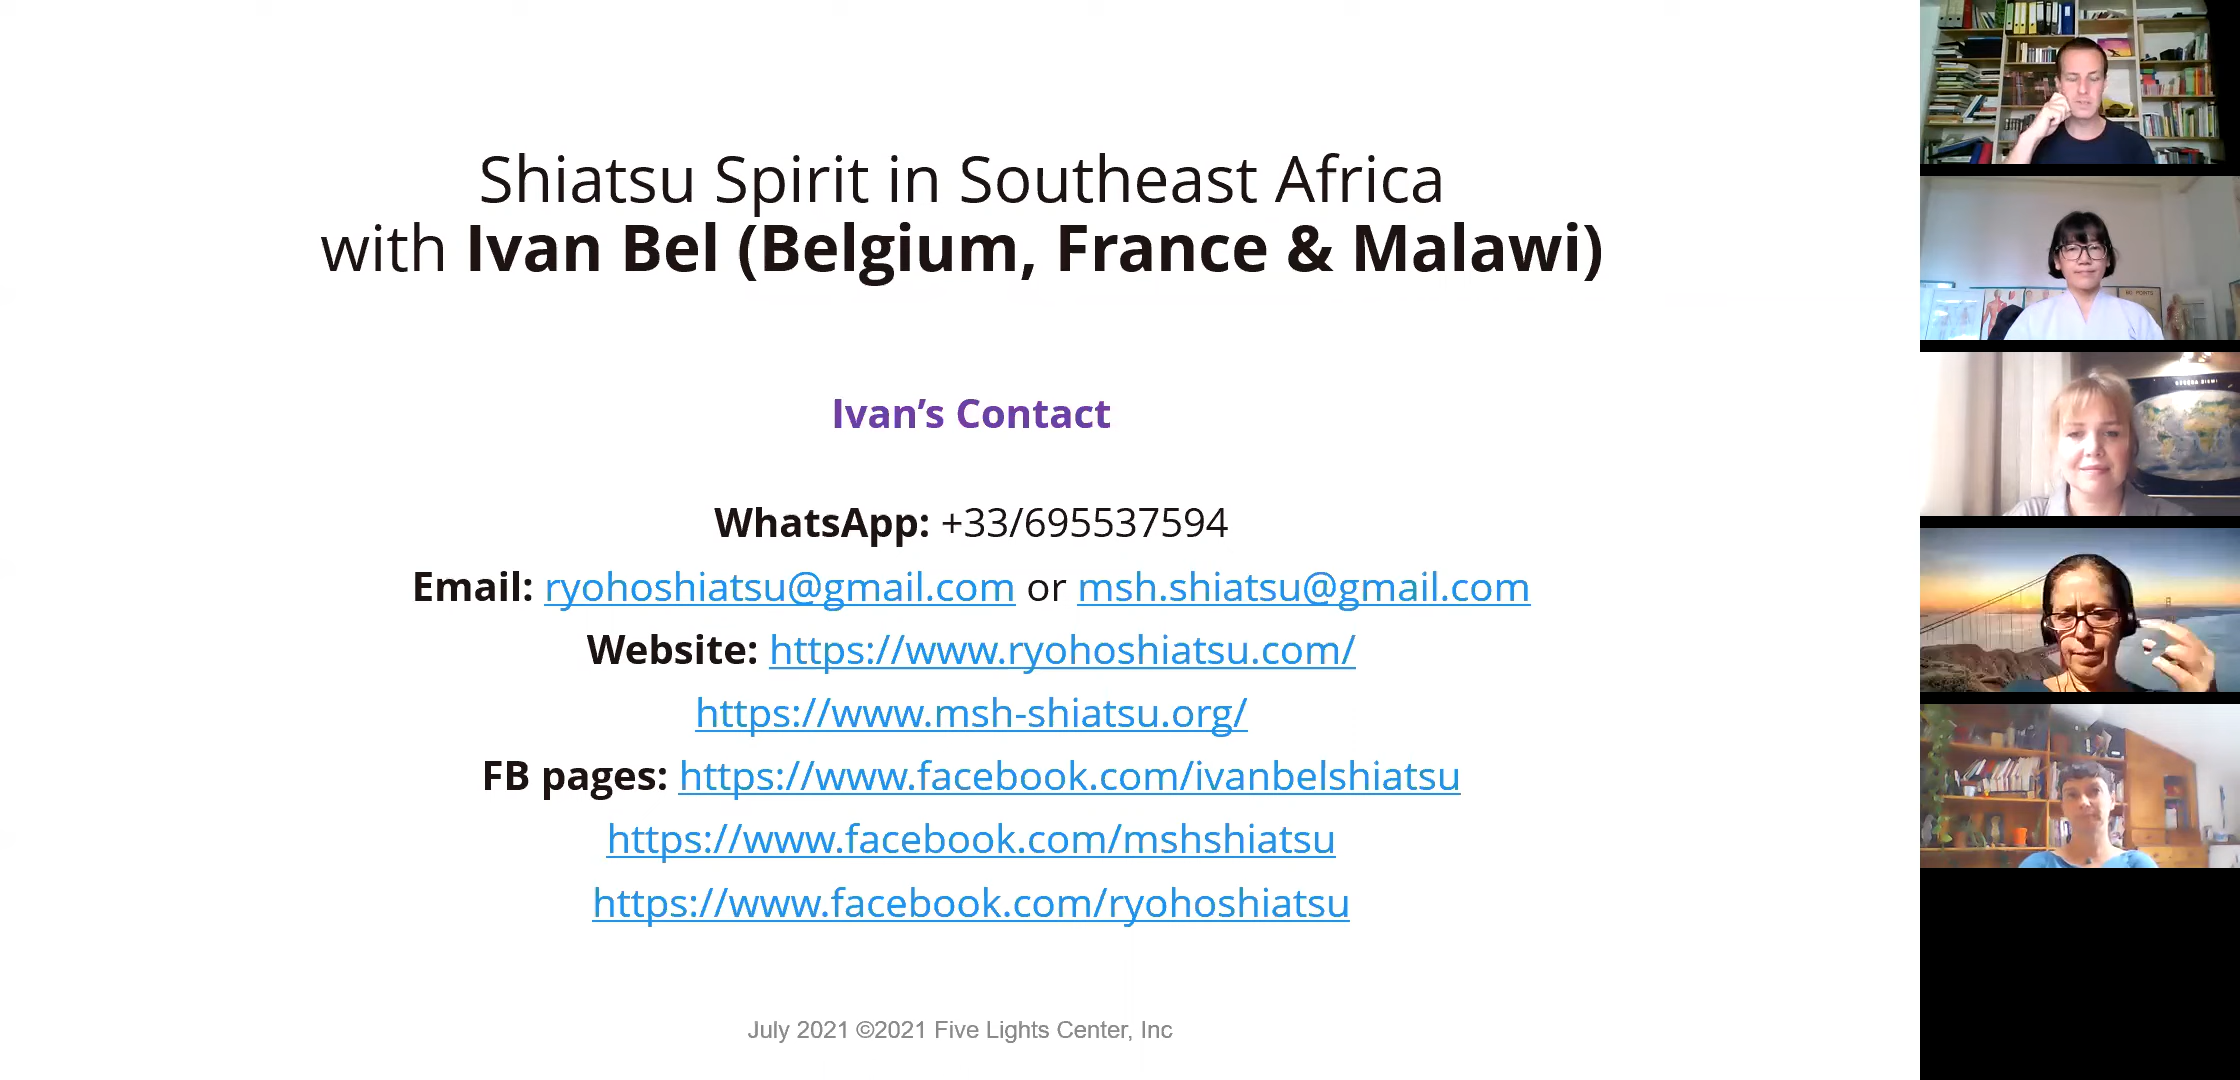 Shiatsu Spirit in Southeast Africa
with Ivan Bel (Belgium, France & Malawi)
Ivan’s Contact
WhatsApp: +33/695537594
Email: ryohoshiatsu@gmail.com or msh.shiatsu@gmail.com
Website: https://www.ryohoshiatsu.com/
https://www.msh-shiatsu.org/
FB pages: https://www.facebook.com/ivanbelshiatsu
https://www.facebook.com/mshshiatsu
https://www.facebook.com/ryohoshiatsu
July 2021 ©2021 Five Lights Center, Inc